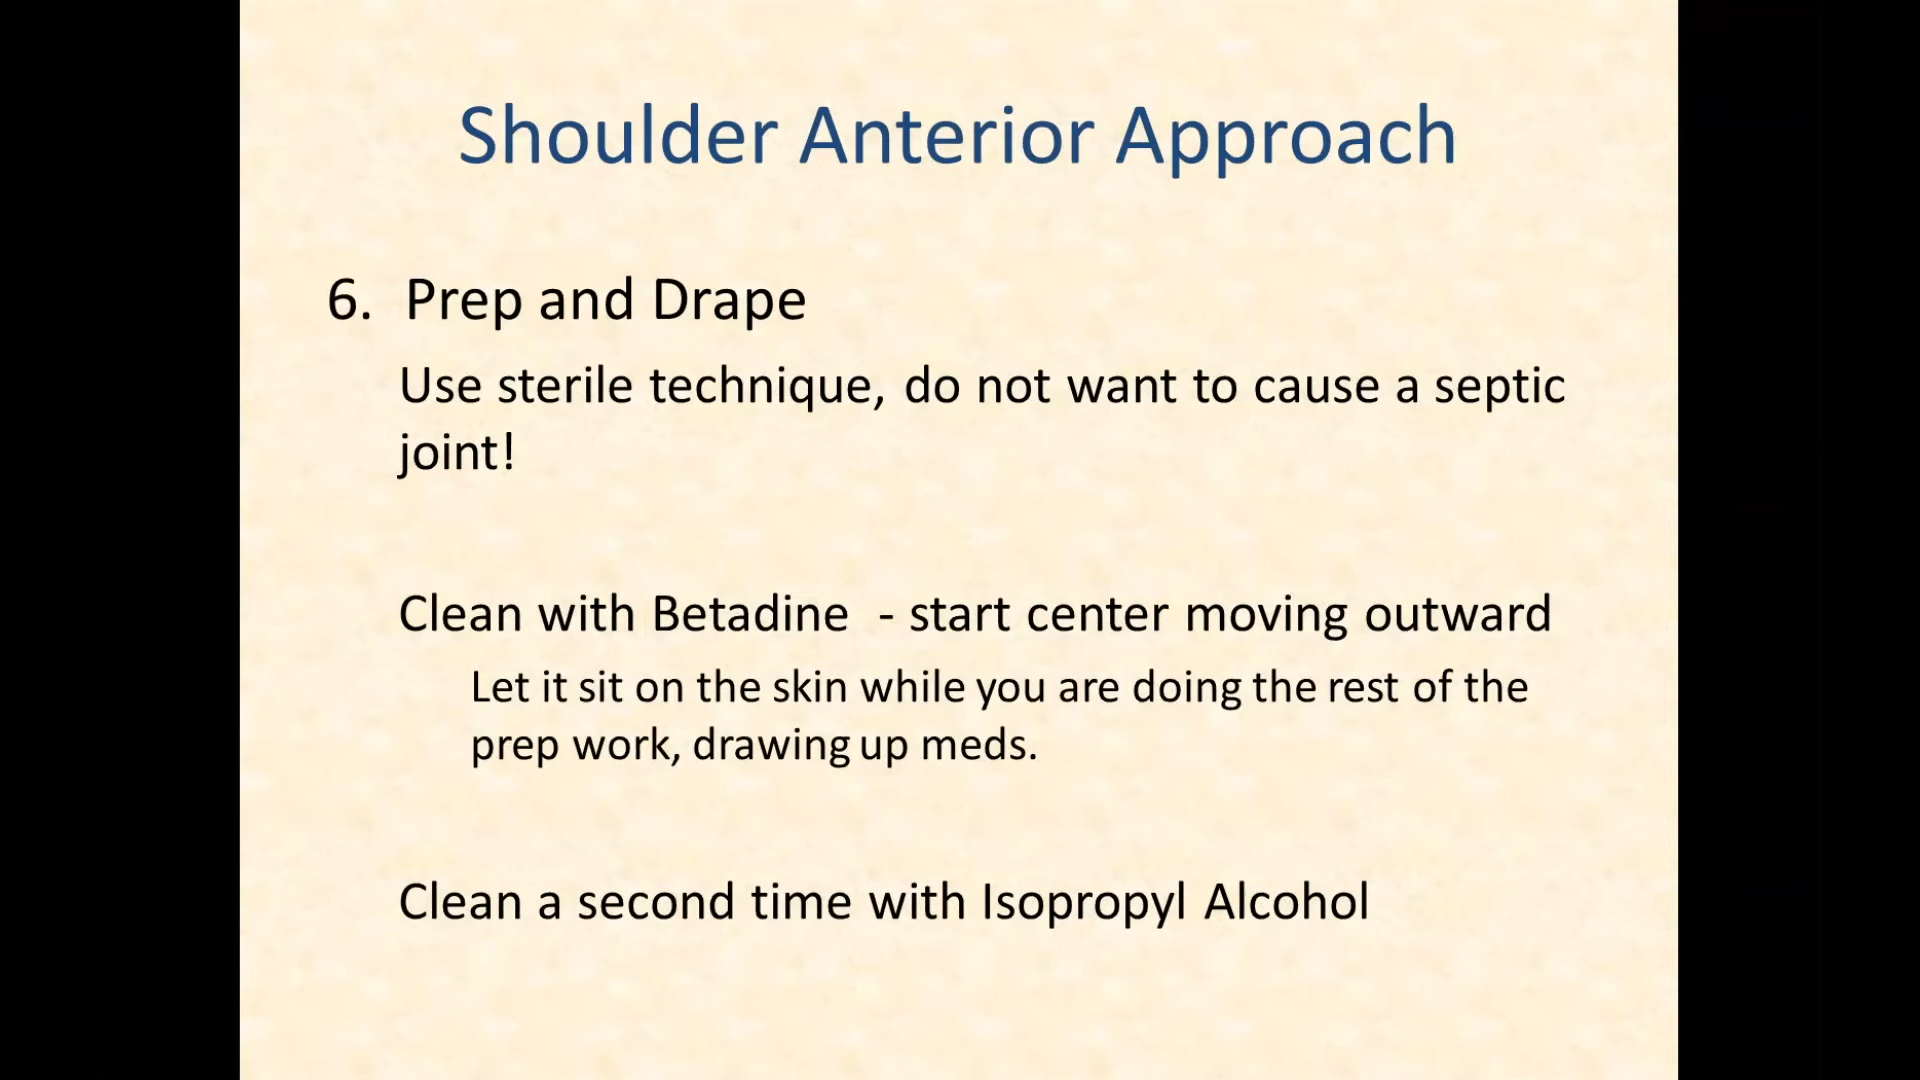 Shoulder Anterior Approach
6. Prep and Drape
Use sterile technique, do not want to cause a septic
joint!
Clean with Betadine - start center moving outward
Let it sit on the skin while you are doing the rest of the
prep work, drawing up meds.
Clean a second time with Isopropyl Alcohol